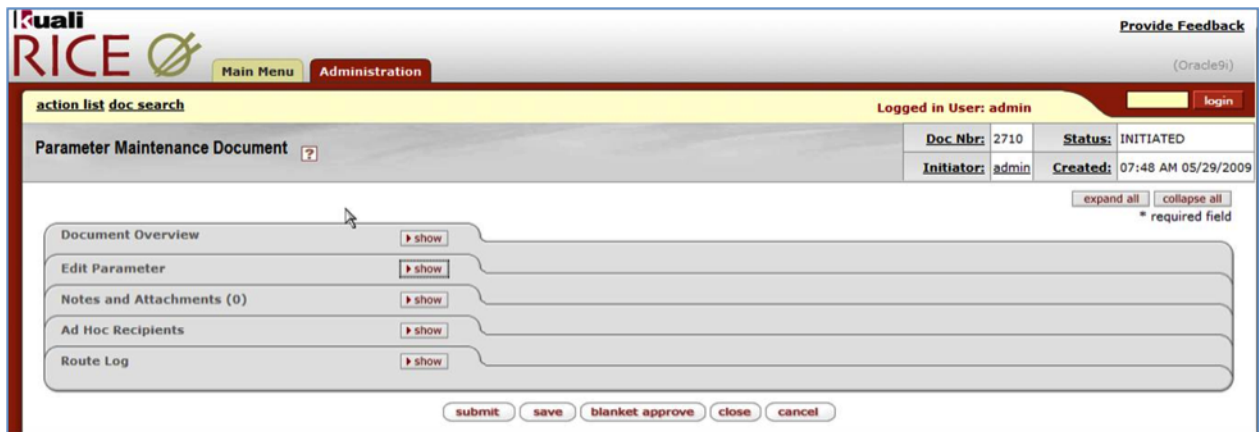 kuali
RICE
Provide Feedback
Main Menu Administration
(Oracle9i)
action list doc search
Logged in User: admin
login
Parameter Maintenance Document ?
Doc Nbr: 2710 Status: INITIATED
Initiator: admin Created: 07:48 AM 05/29/2009
expand all collapse all
* required field
Document Overview show
Edit Parameter show
Notes and Attachments (0) show
Ad Hoc Recipients show
Route Log show
submit save blanket approve close cancel